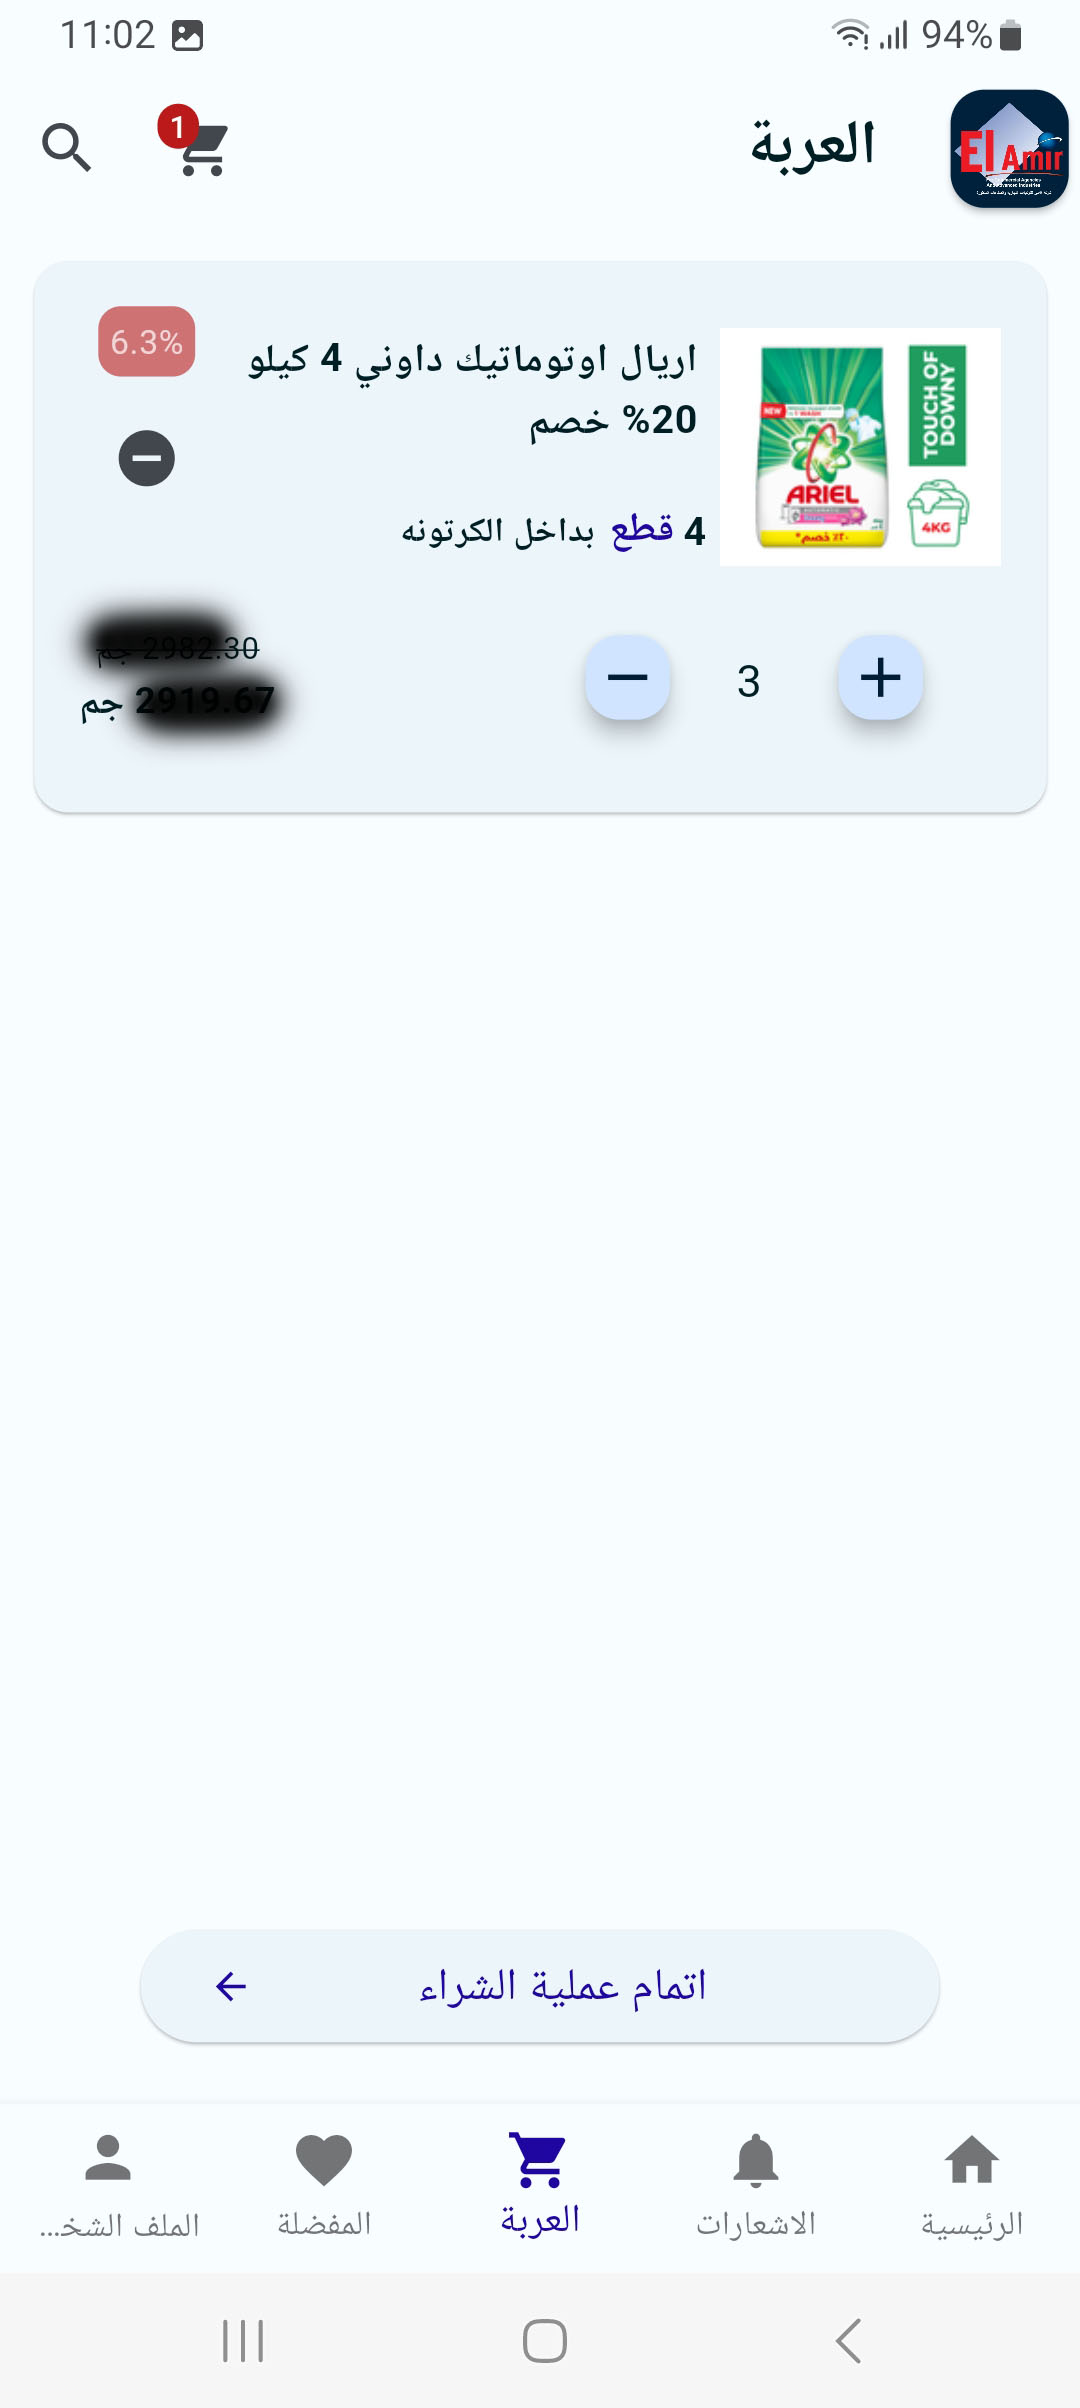 11:02
94%
العربة
1
El Amir
6.3%
اريال اوتوماتيك داوني 4 كيلو
20% خصم
NEW
ARIEL
TOUCH OF DOWNY
4KG
4 قطع بداخل الكرتونه
2982.30 جم
2919.67 جم
3
اتمام عملية الشراء
الرئيسية
الاشعارات
العربة
المفضلة
الملف الشخ...